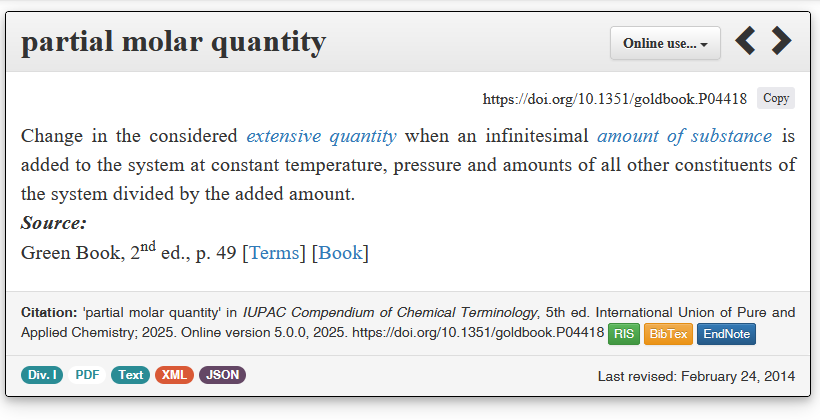 partial molar quantity
Online use...
https://doi.org/10.1351/goldbook.P04418 Copy
Change in the considered extensive quantity when an infinitesimal amount of substance is
added to the system at constant temperature, pressure and amounts of all other constituents of
the system divided by the added amount.
Source:
Green Book, 2nd ed., p. 49 [Terms] [Book]
Citation: 'partial molar quantity' in IUPAC Compendium of Chemical Terminology, 5th ed. International Union of Pure and
Applied Chemistry; 2025. Online version 5.0.0, 2025. https://doi.org/10.1351/goldbook.P04418 RIS BibTex EndNote
Div. I PDF Text XML JSON
Last revised: February 24, 2014